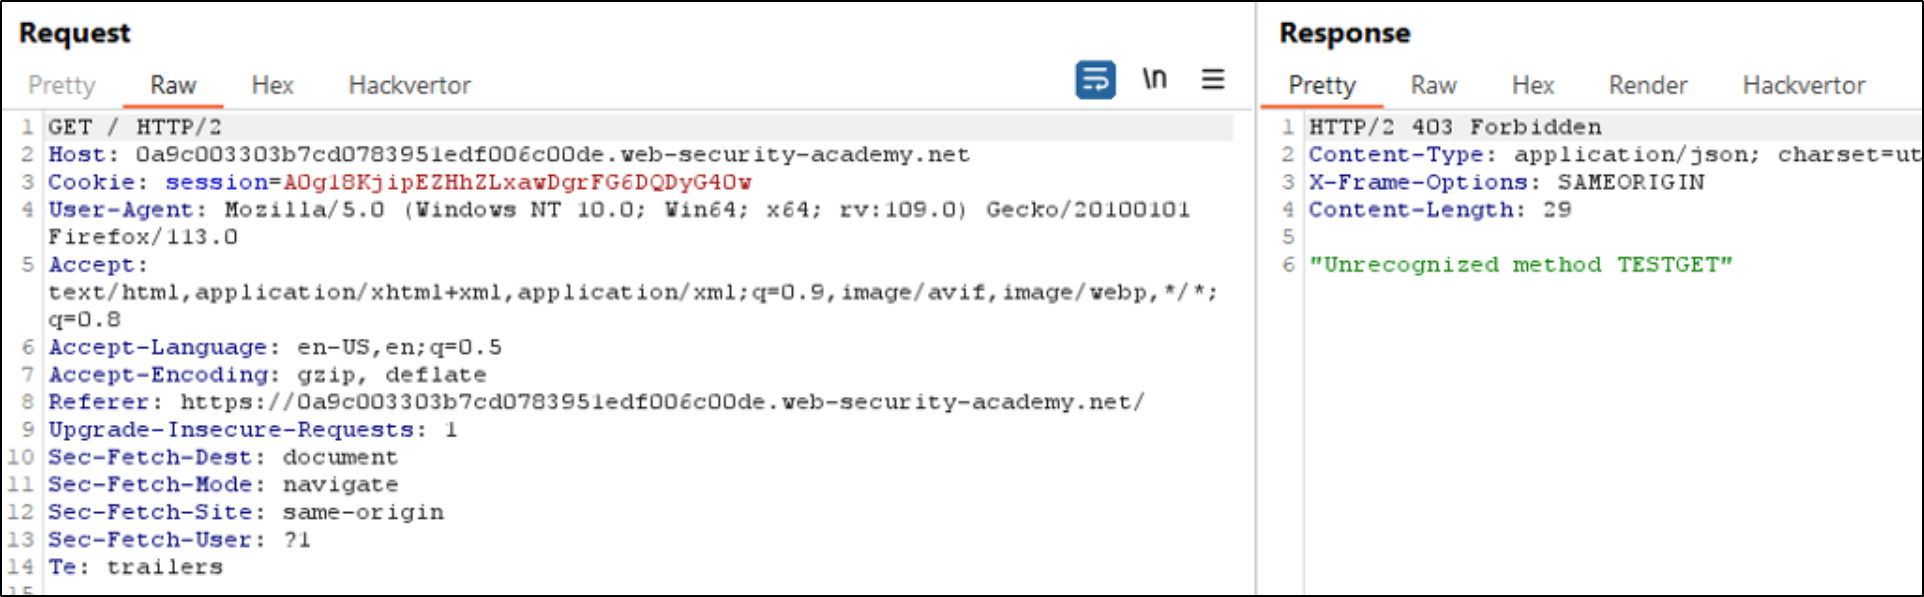 Request
Pretty Raw Hex Hackvertor \n
1 GET / HTTP/2
2 Host: 0a9c003303b7cd0783951edf006c00de.web-security-academy.net
3 Cookie: session=AOg18KjipEZHhZLxawDgrFG6DQDyG4Ow
4 User-Agent: Mozilla/5.0 (Windows NT 10.0; Win64; x64; rv:109.0) Gecko/20100101
Firefox/113.0
5 Accept:
text/html,application/xhtml+xml,application/xml;q=0.9,image/avif,image/webp,*/*;
q=0.8
6 Accept-Language: en-US,en;q=0.5
7 Accept-Encoding: gzip, deflate
8 Referer: https://0a9c003303b7cd0783951edf006c00de.web-security-academy.net/
9 Upgrade-Insecure-Requests: 1
10 Sec-Fetch-Dest: document
11 Sec-Fetch-Mode: navigate
12 Sec-Fetch-Site: same-origin
13 Sec-Fetch-User: ?1
14 Te: trailers
15
Response
Pretty Raw Hex Render Hackvertor
1 HTTP/2 403 Forbidden
2 Content-Type: application/json; charset=ut
3 X-Frame-Options: SAMEORIGIN
4 Content-Length: 29
5
6 "Unrecognized method TESTGET"